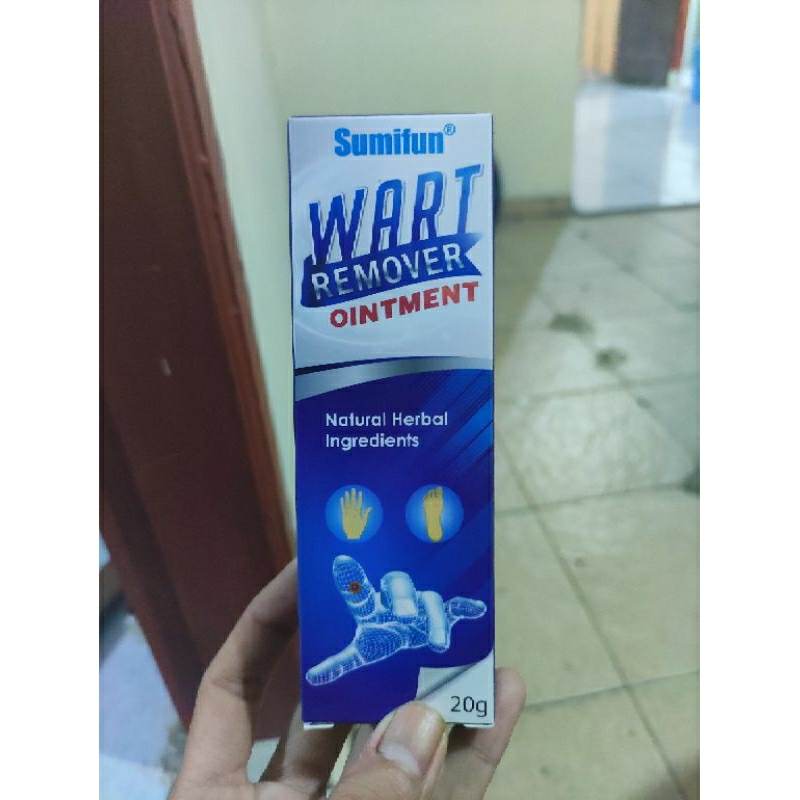 Sumifun®
WART
REMOVER
OINTMENT
Natural Herbal
Ingredients
20g